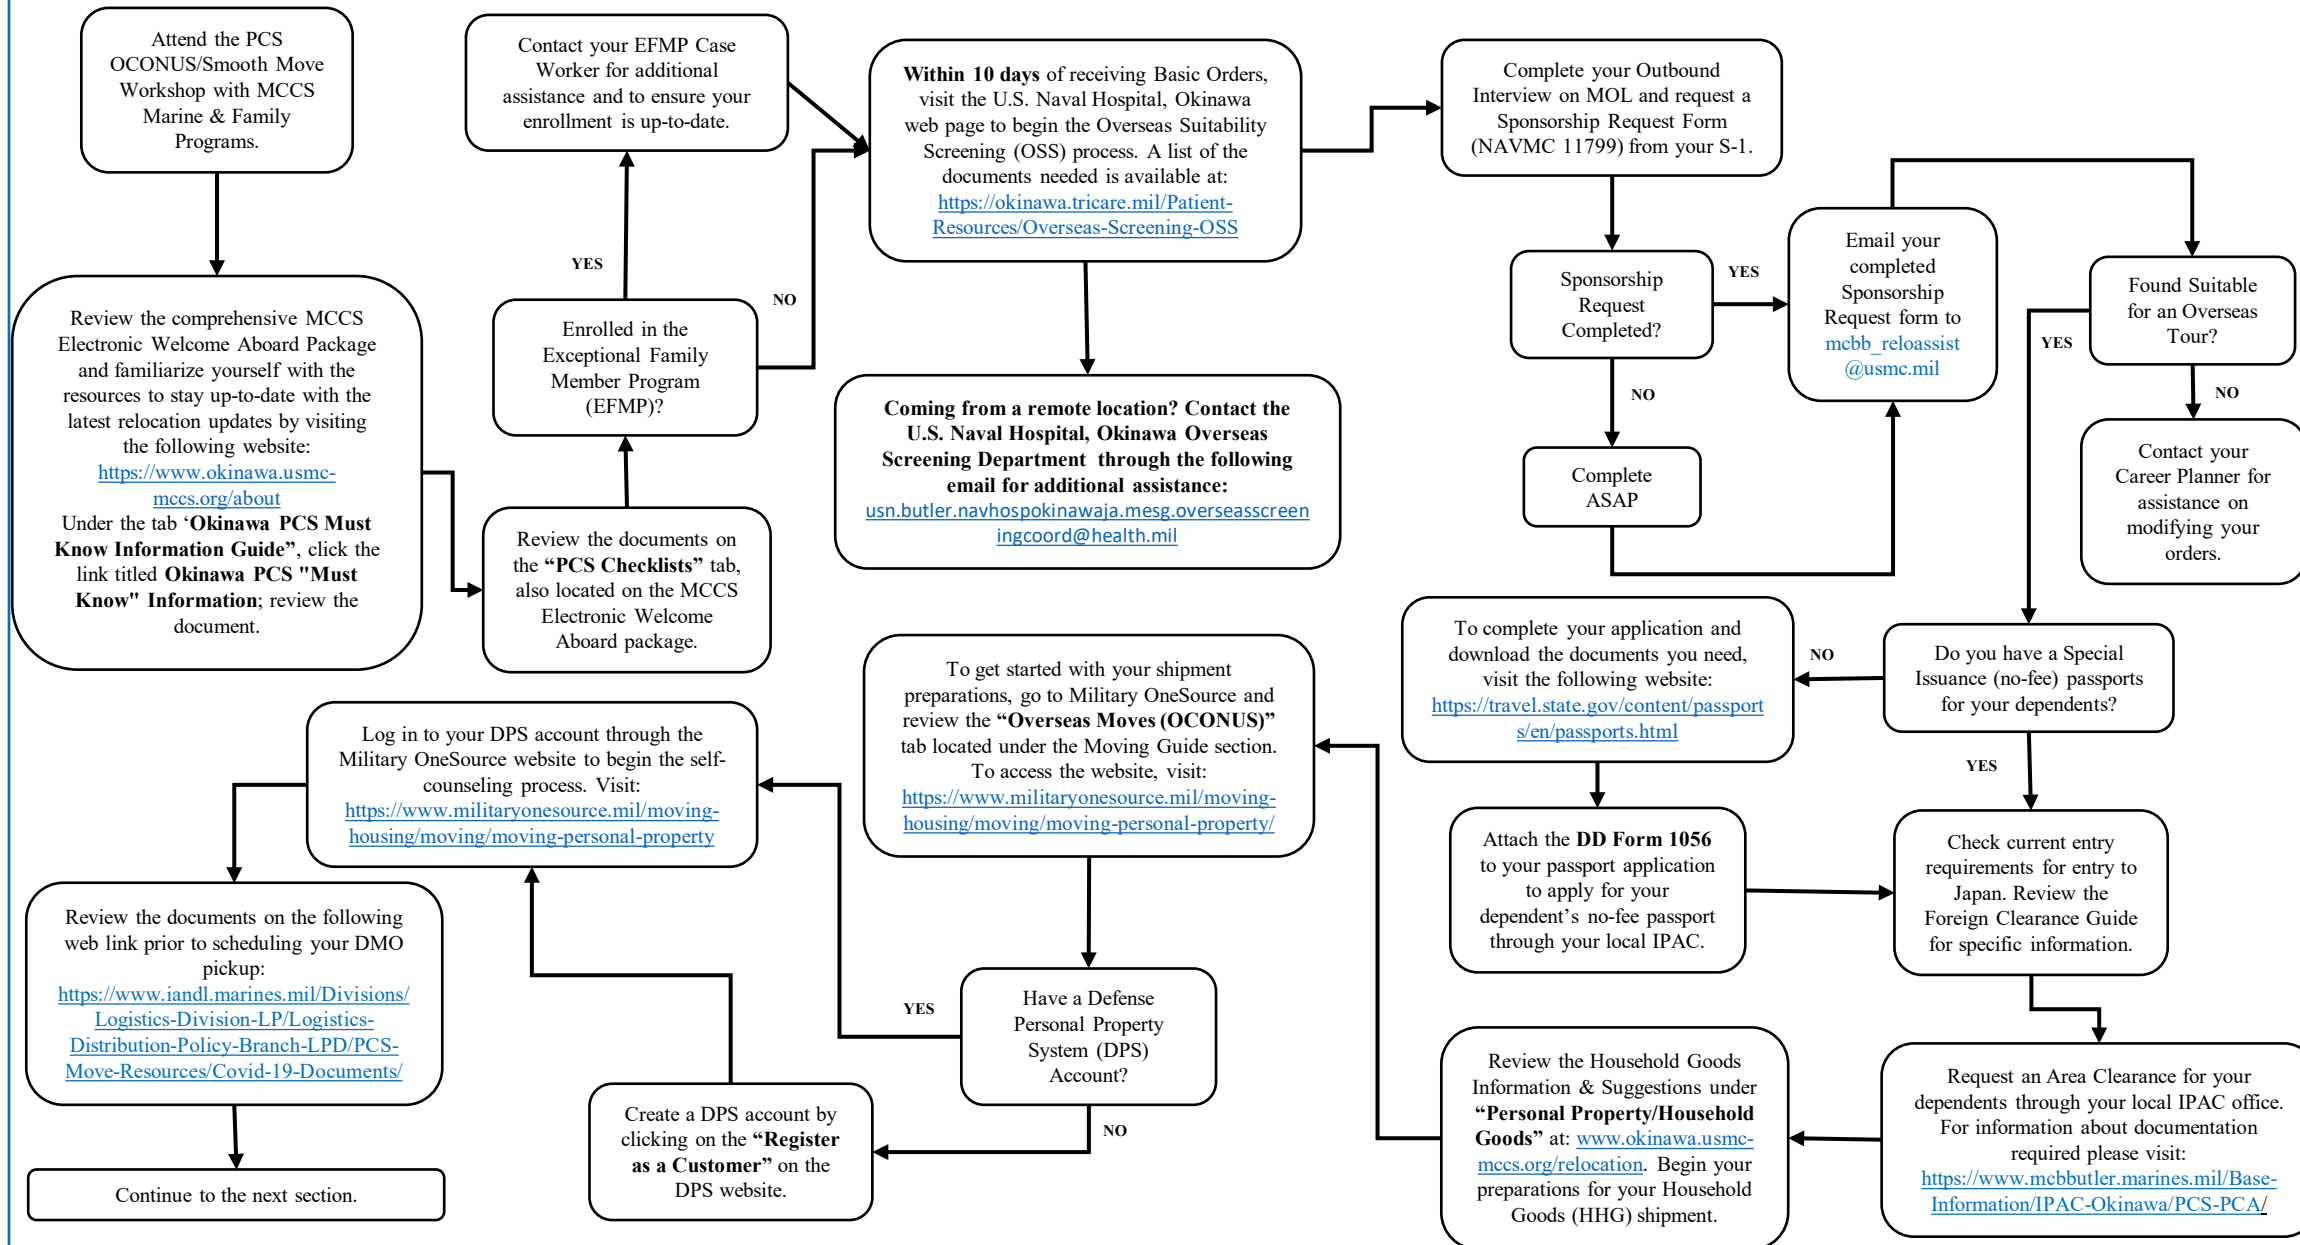 Attend the PCS
OCONUS/Smooth Move
Workshop with MCCS
Marine & Family
Programs.
Review the comprehensive MCCS
Electronic Welcome Aboard Package
and familiarize yourself with the
resources to stay up-to-date with the
latest relocation updates by visiting
the following website:
https://www.okinawa.usmc-
mccs.org/about
Under the tab ‘Okinawa PCS Must
Know Information Guide”, click the
link titled Okinawa PCS "Must
Know" Information; review the
document.
Review the documents on
the “PCS Checklists” tab,
also located on the MCCS
Electronic Welcome
Aboard package.
Enrolled in the
Exceptional Family
Member Program
(EFMP)?
YES
NO
Contact your EFMP Case
Worker for additional
assistance and to ensure your
enrollment is up-to-date.
Within 10 days of receiving Basic Orders,
visit the U.S. Naval Hospital, Okinawa
web page to begin the Overseas Suitability
Screening (OSS) process. A list of the
documents needed is available at:
https://okinawa.tricare.mil/Patient-
Resources/Overseas-Screening-OSS
Coming from a remote location? Contact the
U.S. Naval Hospital, Okinawa Overseas
Screening Department through the following
email for additional assistance:
usn.butler.navhospokinawaja.mesg.overseasscreen
ingcoord@health.mil
Complete your Outbound
Interview on MOL and request a
Sponsorship Request Form
(NAVMC 11799) from your S-1.
Sponsorship
Request
Completed?
YES
NO
Complete
ASAP
Email your
completed
Sponsorship
Request form to
mcbb_reloassist
@usmc.mil
Found Suitable
for an Overseas
Tour?
YES
NO
Contact your
Career Planner for
assistance on
modifying your
orders.
Do you have a Special
Issuance (no-fee) passports
for your dependents?
NO
YES
To complete your application and
download the documents you need,
visit the following website:
https://travel.state.gov/content/passport
s/en/passports.html
Attach the DD Form 1056
to your passport application
to apply for your
dependent’s no-fee passport
through your local IPAC.
Check current entry
requirements for entry to
Japan. Review the
Foreign Clearance Guide
for specific information.
Request an Area Clearance for your
dependents through your local IPAC office.
For information about documentation
required please visit:
https://www.mcbbutler.marines.mil/Base-
Information/IPAC-Okinawa/PCS-PCA/
Review the Household Goods
Information & Suggestions under
“Personal Property/Household
Goods” at: www.okinawa.usmc-
mccs.org/relocation. Begin your
preparations for your Household
Goods (HHG) shipment.
To get started with your shipment
preparations, go to Military OneSource and
review the “Overseas Moves (OCONUS)”
tab located under the Moving Guide section.
To access the website, visit:
https://www.militaryonesource.mil/moving-
housing/moving/moving-personal-property/
Have a Defense
Personal Property
System (DPS)
Account?
YES
NO
Create a DPS account by
clicking on the “Register
as a Customer” on the
DPS website.
Log in to your DPS account through the
Military OneSource website to begin the self-
counseling process. Visit:
https://www.militaryonesource.mil/moving-
housing/moving/moving-personal-property
Review the documents on the following
web link prior to scheduling your DMO
pickup:
https://www.iandl.marines.mil/Divisions/
Logistics-Division-LP/Logistics-
Distribution-Policy-Branch-LPD/PCS-
Move-Resources/Covid-19-Documents/
Continue to the next section.